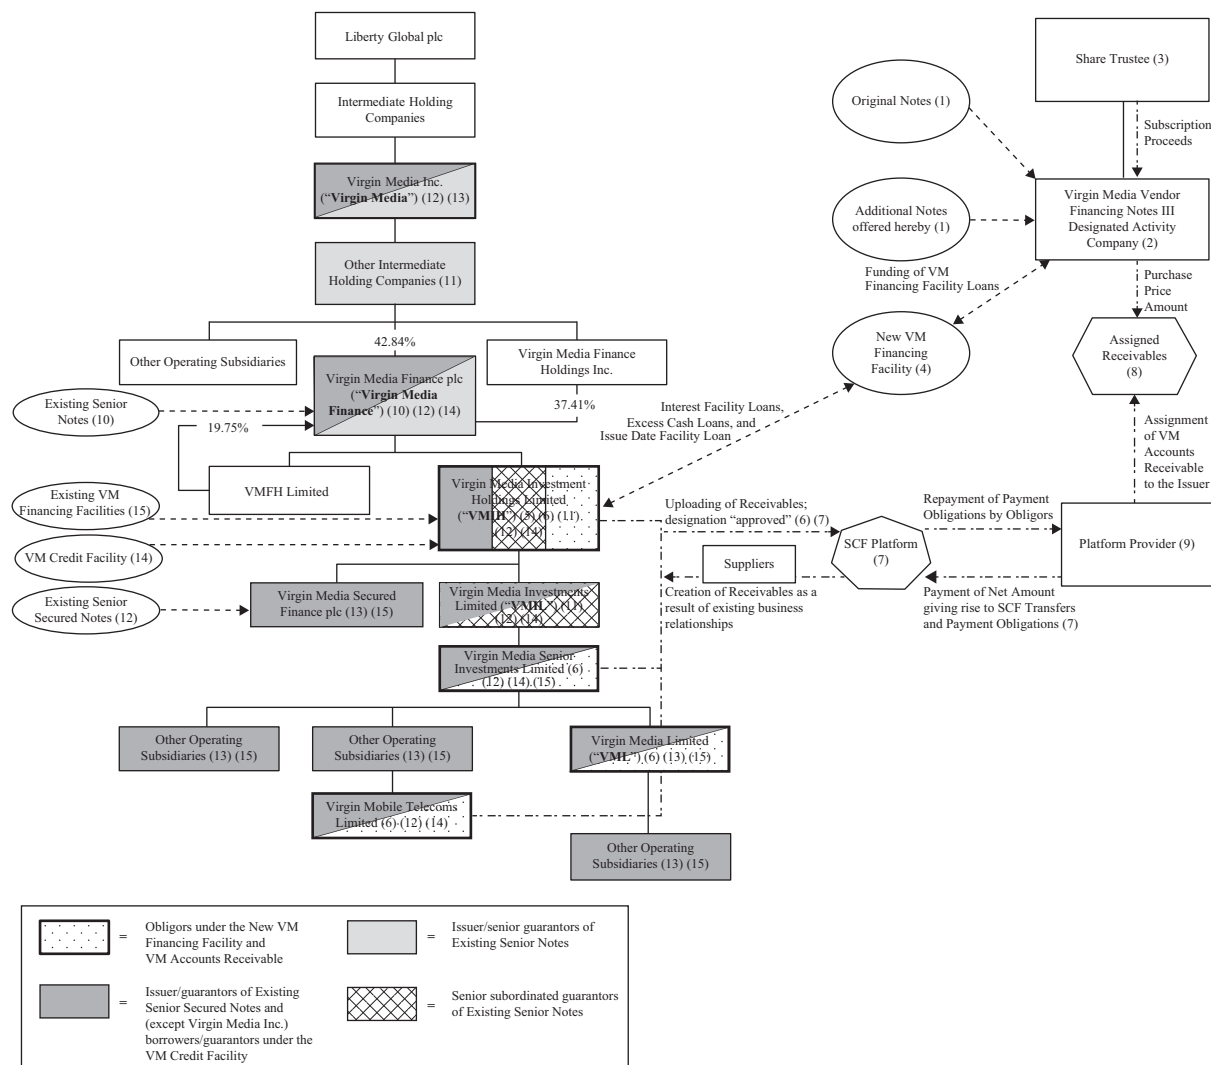 Liberty Global plc
Intermediate Holding
Companies
Virgin Media Inc.
(“Virgin Media”) (12) (13)
Other Intermediate
Holding Companies (11)
42.84%
Other Operating Subsidiaries
Virgin Media Finance plc
(“Virgin Media
Finance”) (10) (12) (14)
Virgin Media Finance
Holdings Inc.
37.41%
Existing Senior
Notes (10)
19.75%
VMFH Limited
Existing VM
Financing Facilities (15)
VM Credit Facility (14)
Existing Senior
Secured Notes (12)
Virgin Media Investment
Holdings Limited
(“VMIH”) (5) (6) (11)
(12) (14)
Virgin Media Secured
Finance plc (13) (15)
Virgin Media Investments
Limited (“VMIL”) (11)
(12) (14)
Virgin Media Senior
Investments Limited (6)
(12) (14) (15)
Other Operating
Subsidiaries (13) (15)
Other Operating
Subsidiaries (13) (15)
Virgin Media Limited
(“VML”) (6) (13) (15)
Virgin Mobile Telecoms
Limited (6) (12) (14)
Other Operating
Subsidiaries (13) (15)
Share Trustee (3)
Original Notes (1)
Subscription
Proceeds
Additional Notes
offered hereby (1)
Virgin Media Vendor
Financing Notes III
Designated Activity
Company (2)
Funding of VM
Financing Facility Loans
Purchase
Price
Amount
New VM
Financing
Facility (4)
Assigned
Receivables
(8)
Interest Facility Loans,
Excess Cash Loans, and
Issue Date Facility Loan
Assignment
of VM
Accounts
Receivable
to the Issuer
Uploading of Receivables;
designation “approved” (6) (7)
Repayment of Payment
Obligations by Obligors
SCF Platform
(7)
Platform Provider (9)
Suppliers
Creation of Receivables as a
result of existing business
relationships
Payment of Net Amount
giving rise to SCF Transfers
and Payment Obligations (7)
= Obligors under the New VM
Financing Facility and
VM Accounts Receivable
= Issuer/senior guarantors of
Existing Senior Notes
= Issuer/guarantors of Existing
Senior Secured Notes and
(except Virgin Media Inc.)
borrowers/guarantors under the
VM Credit Facility
= Senior subordinated guarantors
of Existing Senior Notes